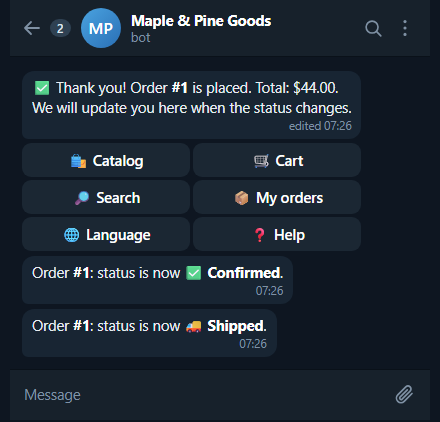 2
MP
Maple & Pine Goods
bot
✅ Thank you! Order #1 is placed. Total: $44.00.
We will update you here when the status changes.
edited 07:26
🛍️ Catalog
🛒 Cart
🔎 Search
📦 My orders
🌐 Language
❓ Help
Order #1: status is now ✅ Confirmed.
07:26
Order #1: status is now 🚚 Shipped.
07:26
Message